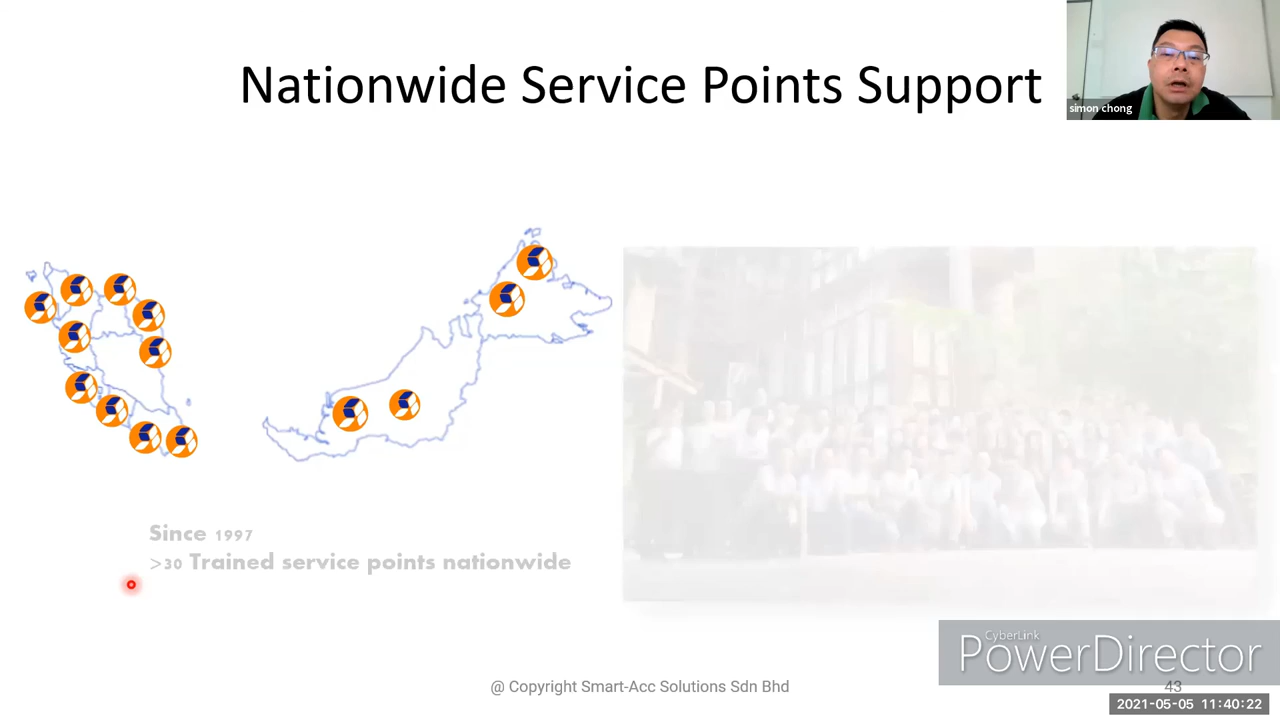 Nationwide Service Points Support
simon chong
Since 1997
>30 Trained service points nationwide
CyberLink
PowerDirector
@ Copyright Smart-Acc Solutions Sdn Bhd
43
2021-05-05 11:40:22